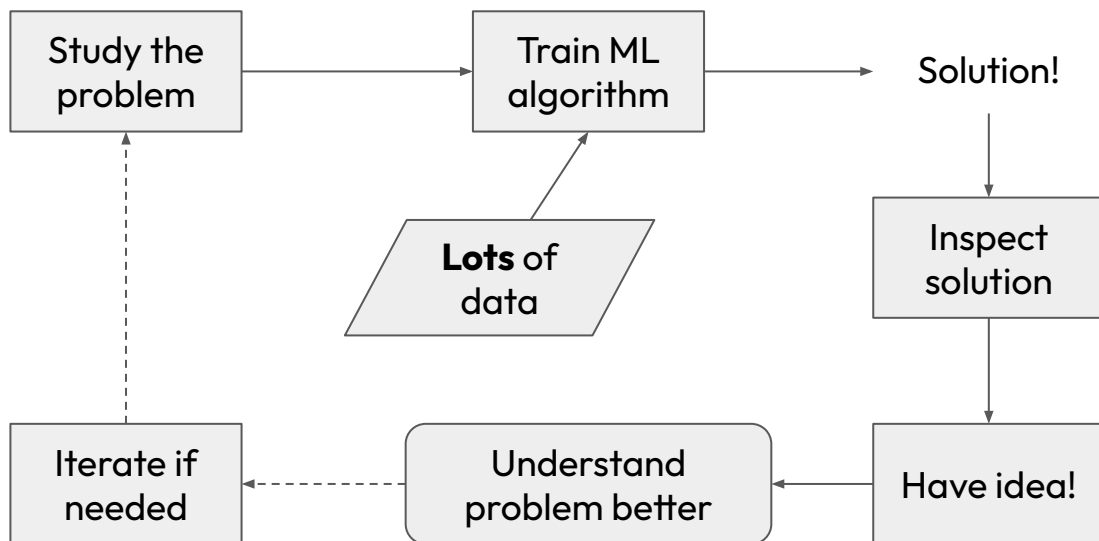 Study the
problem
Train ML
algorithm
Solution!
Lots of
data
Inspect
solution
Iterate if
needed
Understand
problem better
Have idea!